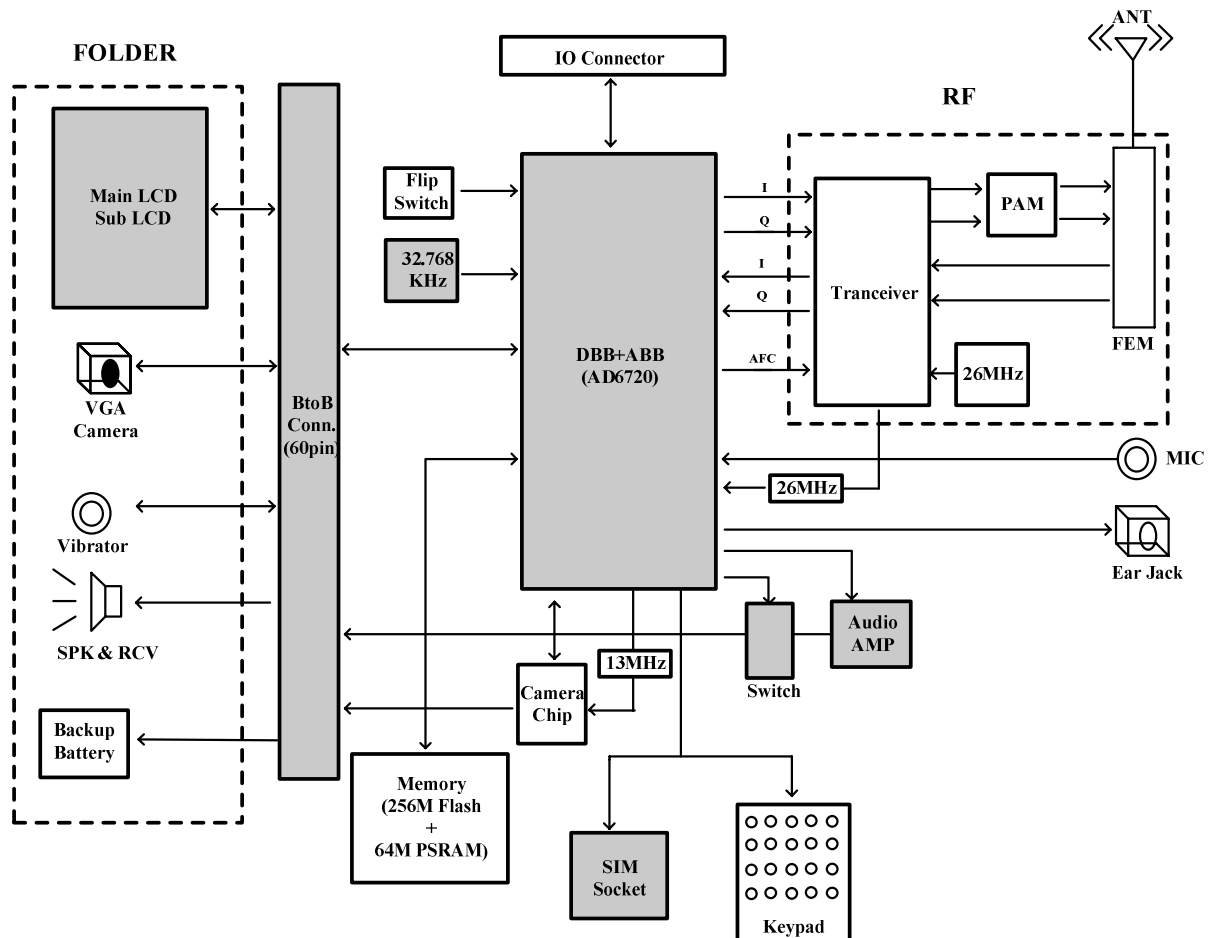 ANT
FOLDER
IO Connector
RF
Flip
Switch
Main LCD
Sub LCD
I
PAM
Q
32.768
KHz
I
Q
Tranceiver
FEM
DBB+ABB
(AD6720)
AFC
26MHz
VGA
Camera
BtoB
Conn.
(60pin)
MIC
26MHz
Vibrator
Ear Jack
SPK & RCV
Audio
AMP
13MHz
Switch
Camera
Chip
Backup
Battery
Memory
(256M Flash
+
64M PSRAM)
SIM
Socket
Keypad